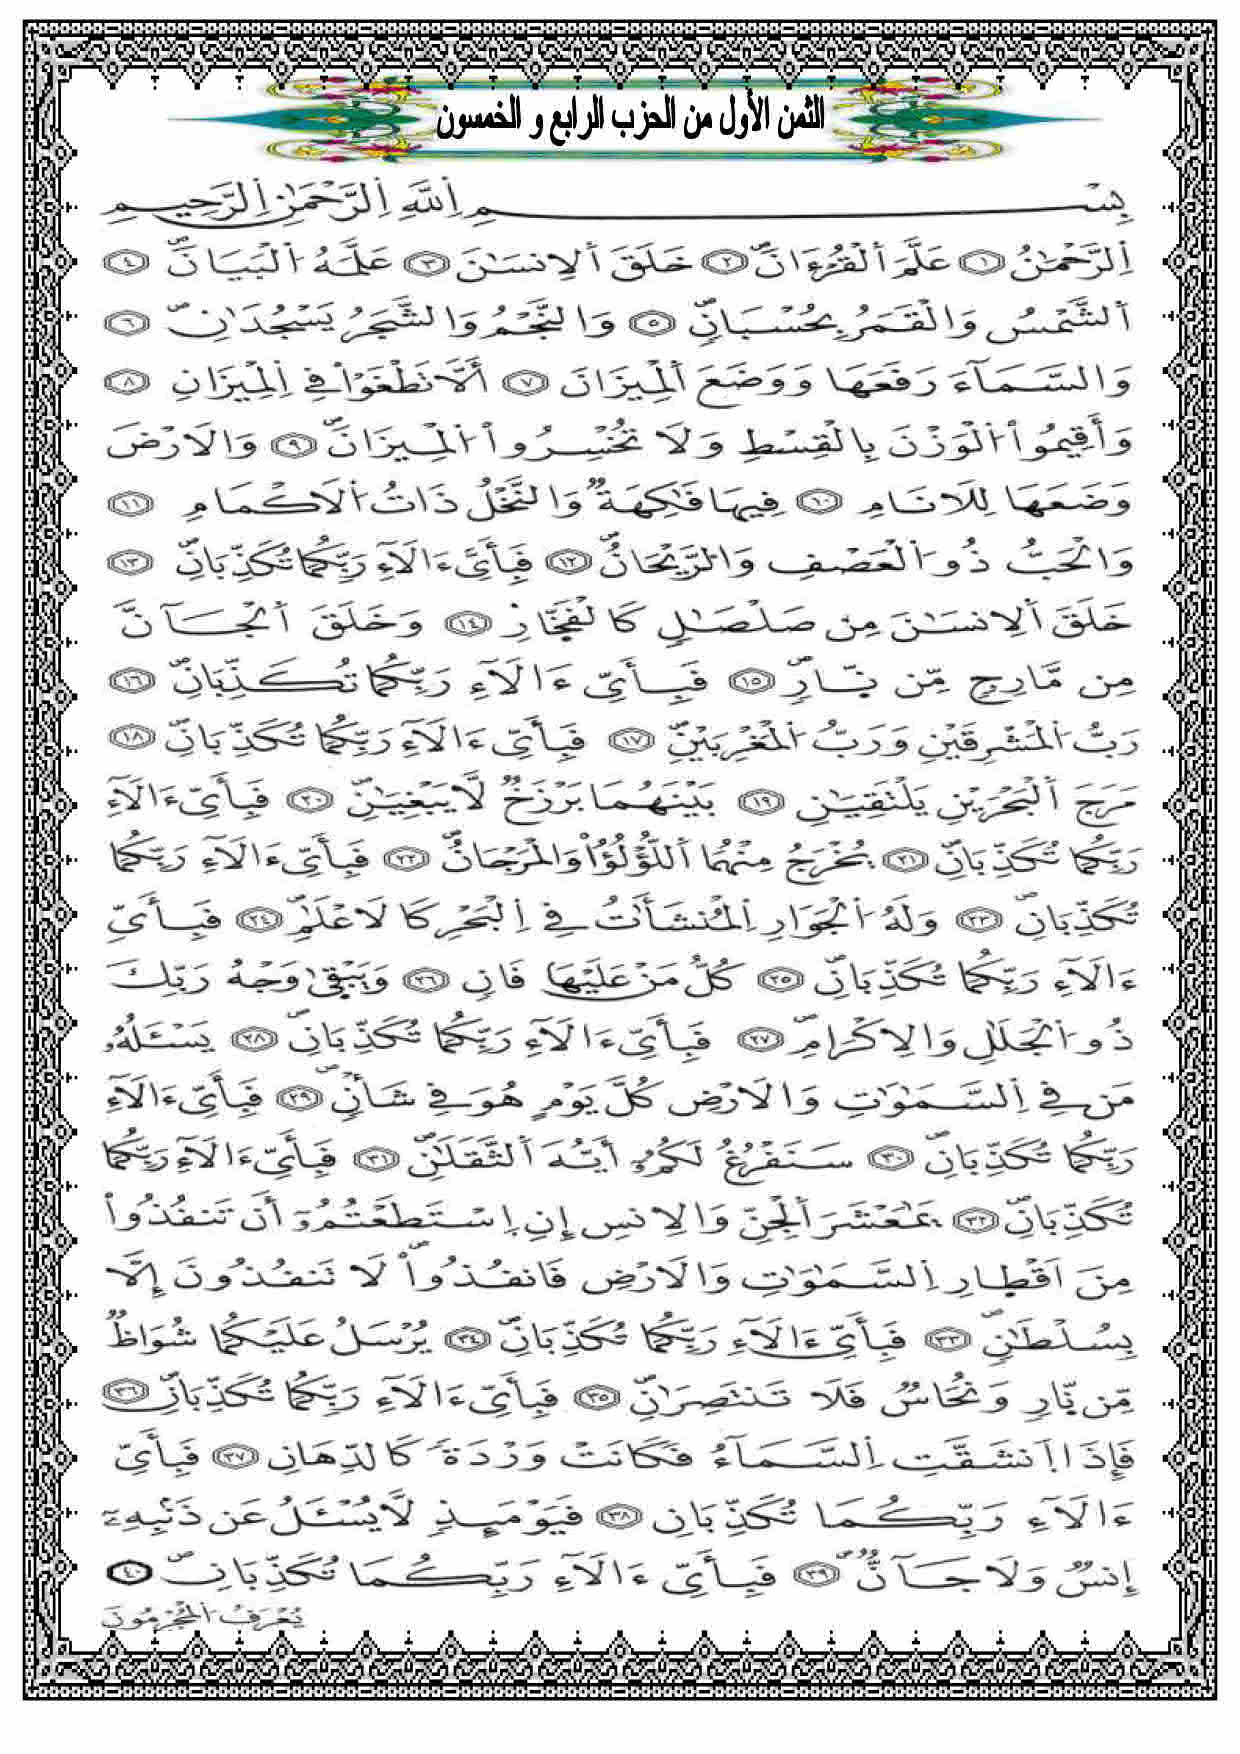 الثمن الأول من الحزب الرابع و الخمسون
بِسْمِ اِللَّهِ اِلرَّحْمَٰنِ اِلرَّحِيمِ
اِلرَّحْمَٰنُ ١ عَلَّمَ اَلْقُرْءَانَ ٢ خَلَقَ اَلِانسَٰنَ ٣ عَلَّمَهُ اُلْبَيَانَ ٤
اَلشَّمْسُ وَالْقَمَرُ بِحُسْبَانٖ ٥ وَالنَّجْمُ وَالشَّجَرُ يَسْجُدَٰنِ ٦
وَالسَّمَآءَ رَفَعَهَا وَوَضَعَ اَلْمِيزَانَ ٧ أَلَّا تَطْغَوْاْ فِي اِلْمِيزَانِ ٨
وَأَقِيمُواْ اُلْوَزْنَ بِالْقِسْطِ وَلَا تُخْسِرُواْ اُلْمِيزَانَ ٩ وَالَارْضَ
وَضَعَهَا لِلَانَامِ ١٠ فِيهَا فَٰكِهَةٌ وَالنَّخْلُ ذَاتُ اُلَاكْمَامِ ١١
وَالْحَبُّ ذُو اُلْعَصْفِ وَالرَّيْحَانُ ١٢ فَبِأَيِّ ءَالَآءِ رَبِّكُمَا تُكَذِّبَانِ ١٣
خَلَقَ اَلِانسَٰنَ مِن صَلْصَٰلٖ كَالْفَخَّارِ ١٤ وَخَلَقَ اَلْجَآنَّ
مِن مَّارِجٖ مِّن نَّارٖ ١٥ فَبِأَيِّ ءَالَآءِ رَبِّكُمَا تُكَذِّبَانِ ١٦
رَبُّ اُلْمَشْرِقَيْنِ وَرَبُّ اُلْمَغْرِبَيْنِ ١٧ فَبِأَيِّ ءَالَآءِ رَبِّكُمَا تُكَذِّبَانِ ١٨
مَرَجَ اَلْبَحْرَيْنِ يَلْتَقِيَٰنِ ١٩ بَيْنَهُمَا بَرْزَخٌ لَّا يَبْغِيَٰنِ ٢٠ فَبِأَيِّ ءَالَآءِ
رَبِّكُمَا تُكَذِّبَانِ ٢١ يُخْرَجُ مِنْهُمَا اَللُّؤْلُؤُاْ وَالْمَرْجَانُ ٢٢ فَبِأَيِّ ءَالَآءِ رَبِّكُمَا
تُكَذِّبَانِ ٢٣ وَلَهُ اُلْجَوَارِ اِلْمُنشَأَٰتُ فِي اِلْبَحْرِ كَالَاعْلَٰمِ ٢٤ فَبِأَيِّ
ءَالَآءِ رَبِّكُمَا تُكَذِّبَانِ ٢٥ كُلُّ مَنْ عَلَيْهَا فَانٖ ٢٦ وَيَبْقَىٰ وَجْهُ رَبِّكَ
ذُو اُلْجَلَٰلِ وَالِاكْرَامِ ٢٧ فَبِأَيِّ ءَالَآءِ رَبِّكُمَا تُكَذِّبَانِ ٢٨ يَسْـَٔلُهُۥ
مَن فِي اِلسَّمَٰوَٰتِ وَالَارْضِ كُلَّ يَوْمٍ هُوَ فِي شَأْنٖ ٢٩ فَبِأَيِّ ءَالَآءِ
رَبِّكُمَا تُكَذِّبَانِ ٣٠ سَنَفْرُغُ لَكُمُۥٓ أَيُّهَ اَلثَّقَلَٰنِ ٣١ فَبِأَيِّ ءَالَآءِ رَبِّكُمَا
تُكَذِّبَانِ ٣٢ يَٰمَعْشَرَ اَلْجِنِّ وَالِانسِ إِنِ اِسْتَطَعْتُمُۥٓ أَن تَنفُذُواْ
مِنَ اَقْطِارِ اِلسَّمَٰوَٰتِ وَالَارْضِ فَانفُذُواْ لَا تَنفُذُونَ إِلَّا
بِسُلْطَٰنٖ ٣٣ فَبِأَيِّ ءَالَآءِ رَبِّكُمَا تُكَذِّبَانِ ٣٤ يُرْسَلُ عَلَيْكُمَا شُوَاظٌ
مِّن نَّارٖ وَنُحَاسٌ فَلَا تَنتَصِرَٰنِ ٣٥ فَبِأَيِّ ءَالَآءِ رَبِّكُمَا تُكَذِّبَانِ ٣٦
فَإِذَا اَنشَقَّتِ اِلسَّمَآءُ فَكَانَتْ وَرْدَةٗ كَالدِّهَانِ ٣٧ فَبِأَيِّ
ءَالَآءِ رَبِّكُمَا تُكَذِّبَانِ ٣٨ فَيَوْمَئِذٖ لَّا يُسْـَٔلُ عَن ذَنۢبِهِۦٓ
إِنسٌ وَلَا جَآنٌّ ٣٩ فَبِأَيِّ ءَالَآءِ رَبِّكُمَا تُكَذِّبَانِ ٤٠
يُعْرَفُ اُلْمُجْرِمُونَ